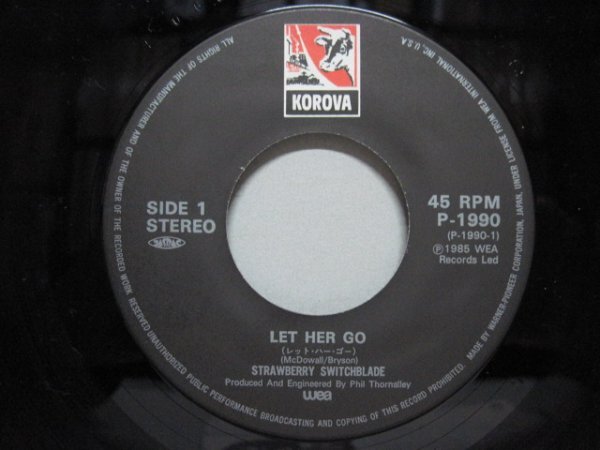 KOROVA
SIDE 1
STEREO
JASRAC
45 RPM
P-1990
(P-1990-1)
Ⓟ1985 WEA
Records Led
LET HER GO
(レット・ハー・ゴー)
(McDowall/Bryson)
STRAWBERRY SWITCHBLADE
Produced And Engineered By Phil Thornalley
wea
ALL RIGHTS OF THE MANUFACTURER AND OF THE OWNER OF THE RECORDED WORK RESERVED UNAUTHORIZED PUBLIC PERFORMANCE BROADCASTING AND COPYING OF THIS RECORD PROHIBITED. MADE BY WARNER-PIONEER CORPORATION, JAPAN, UNDER LICENSE FROM WEA INTERNATIONAL INC., U.S.A.